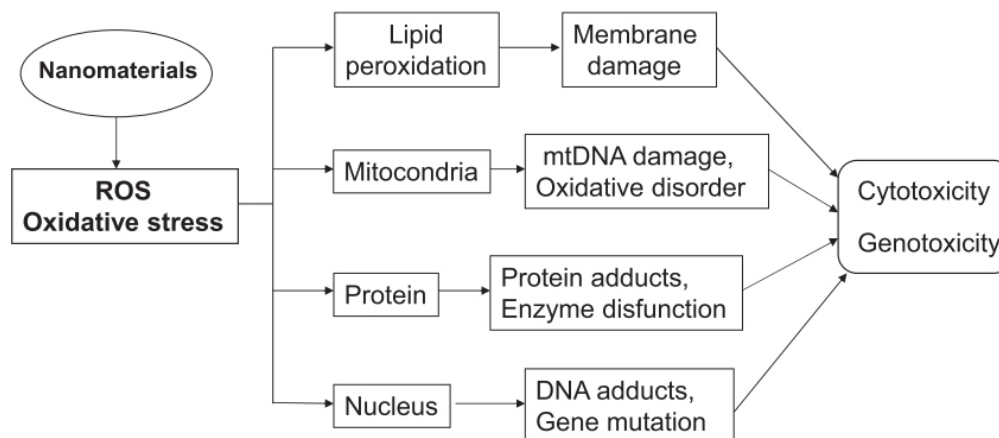 Nanomaterials
ROS
Oxidative stress
Lipid
peroxidation
Membrane
damage
Mitocondria
mtDNA damage,
Oxidative disorder
Protein
Protein adducts,
Enzyme disfunction
Nucleus
DNA adducts,
Gene mutation
Cytotoxicity
Genotoxicity